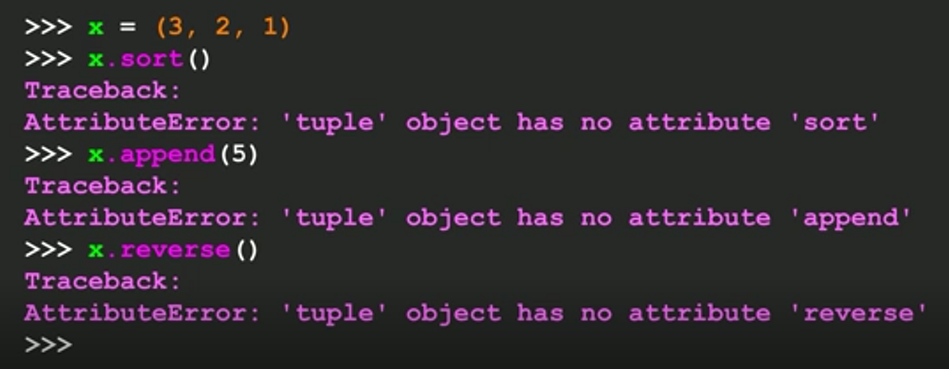 >>> x = (3, 2, 1)
>>> x.sort()
Traceback:
AttributeError: 'tuple' object has no attribute 'sort'
>>> x.append(5)
Traceback:
AttributeError: 'tuple' object has no attribute 'append'
>>> x.reverse()
Traceback:
AttributeError: 'tuple' object has no attribute 'reverse'
>>>